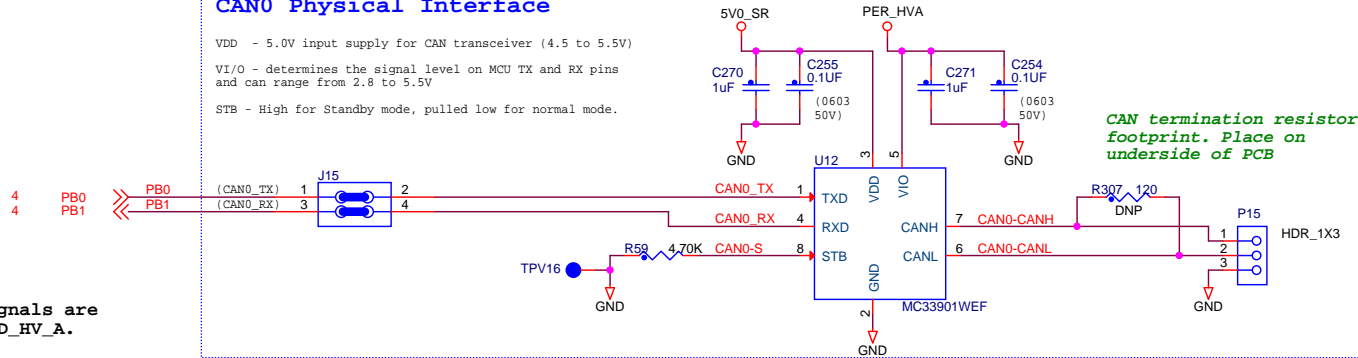 CAN0 Physical Interface
VDD - 5.0V input supply for CAN transceiver (4.5 to 5.5V)
VI/O - determines the signal level on MCU TX and RX pins
and can range from 2.8 to 5.5V
STB - High for Standby mode, pulled low for normal mode.
5V0_SR
PER_HVA
C270
1uF
C255
0.1UF
(0603
50V)
C271
1uF
C254
0.1UF
(0603
50V)
GND
GND
CAN termination resistor
footprint. Place on
underside of PCB
4 PB0 PB0 (CAN0_TX) 1 J15 2 CAN0_TX 1 TXD
4 PB1 PB1 (CAN0_RX) 3 4 CAN0_RX 4 RXD
U12
3 VDD
5 VIO
CANH 7 CAN0-CANH
CANL 6 CAN0-CANL
R307 120
DNP
P15
HDR_1X3
1
2
3
GND
TPV16
R59 4.70K CAN0-S 8 STB
GND
GND
2
MC33901WEF
GND
gnals are
D_HV_A.